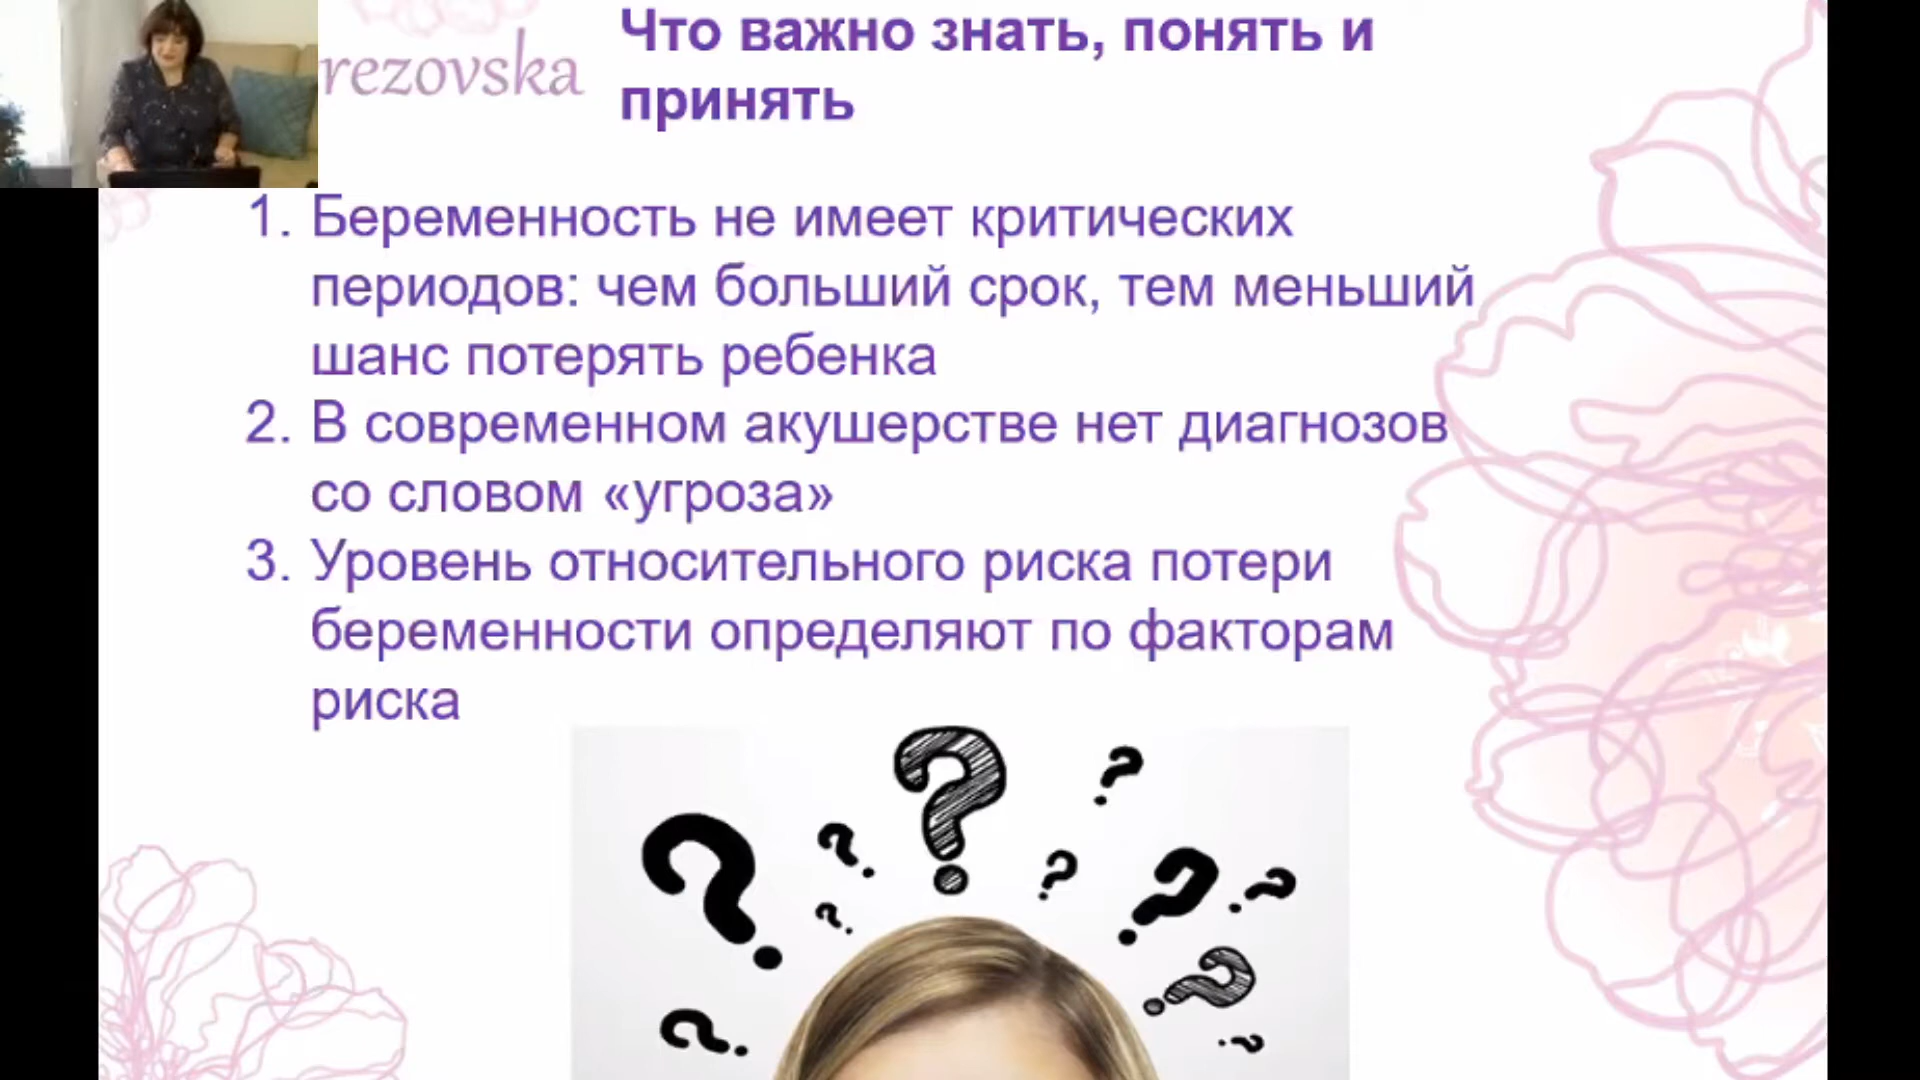 rezovska
Что важно знать, понять и
принять
1. Беременность не имеет критических
периодов: чем больший срок, тем меньший
шанс потерять ребенка
2. В современном акушерстве нет диагнозов
со словом «угроза»
3. Уровень относительного риска потери
беременности определяют по факторам
риска
? ? ? ? ? ? ? ? ? ? ?